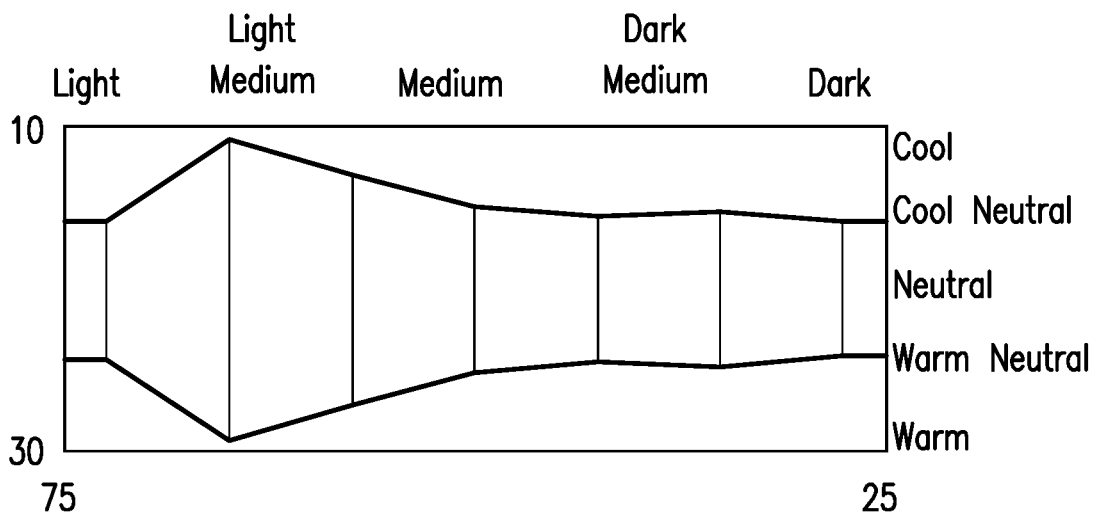 Light
Light
Medium
Medium
Dark
Medium
Dark
10
Cool
Cool Neutral
Neutral
Warm Neutral
Warm
30
75
25